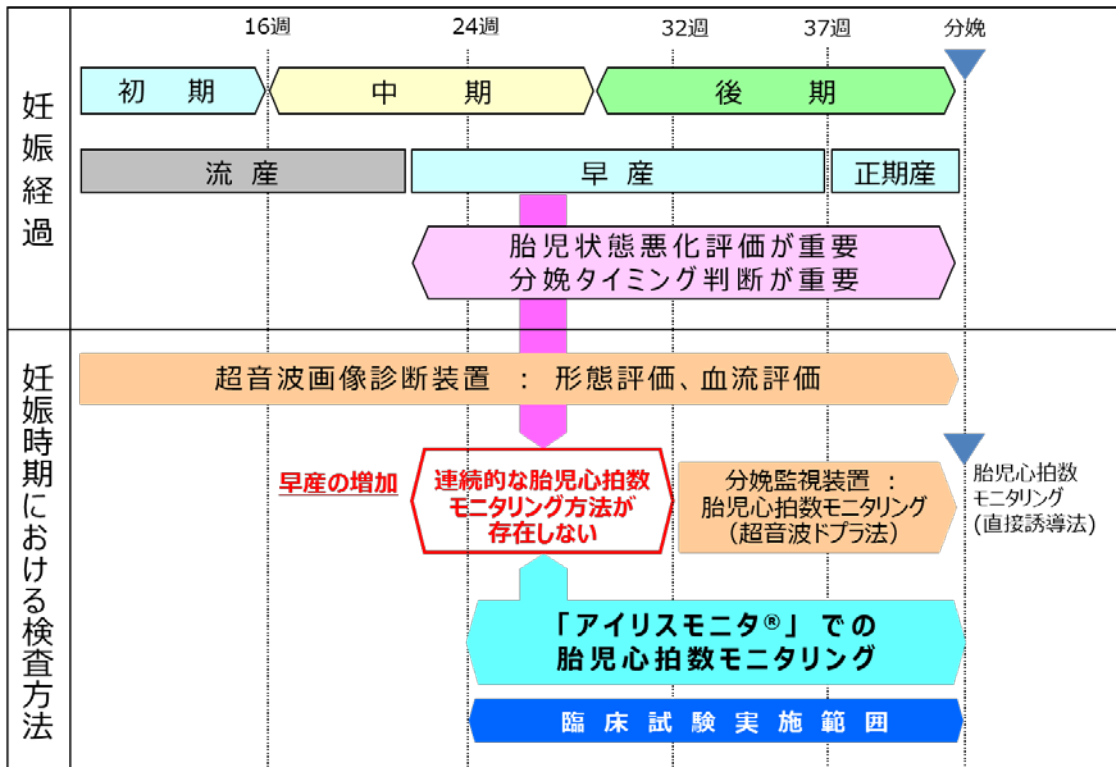 16週 24週 32週 37週 分娩
妊娠経過
初 期 中 期 後 期
流 産 早 産 正期産
胎児状態悪化評価が重要
分娩タイミング判断が重要
妊娠時期における検査方法
超音波画像診断装置 ： 形態評価、血流評価
早産の増加
連続的な胎児心拍数
モニタリング方法が
存在しない
分娩監視装置：
胎児心拍数モニタリング
(超音波ドプラ法)
胎児心拍数
モニタリング
(直接誘導法)
「アイリスモニタ®」での
胎児心拍数モニタリング
臨 床 試 験 実 施 範 囲